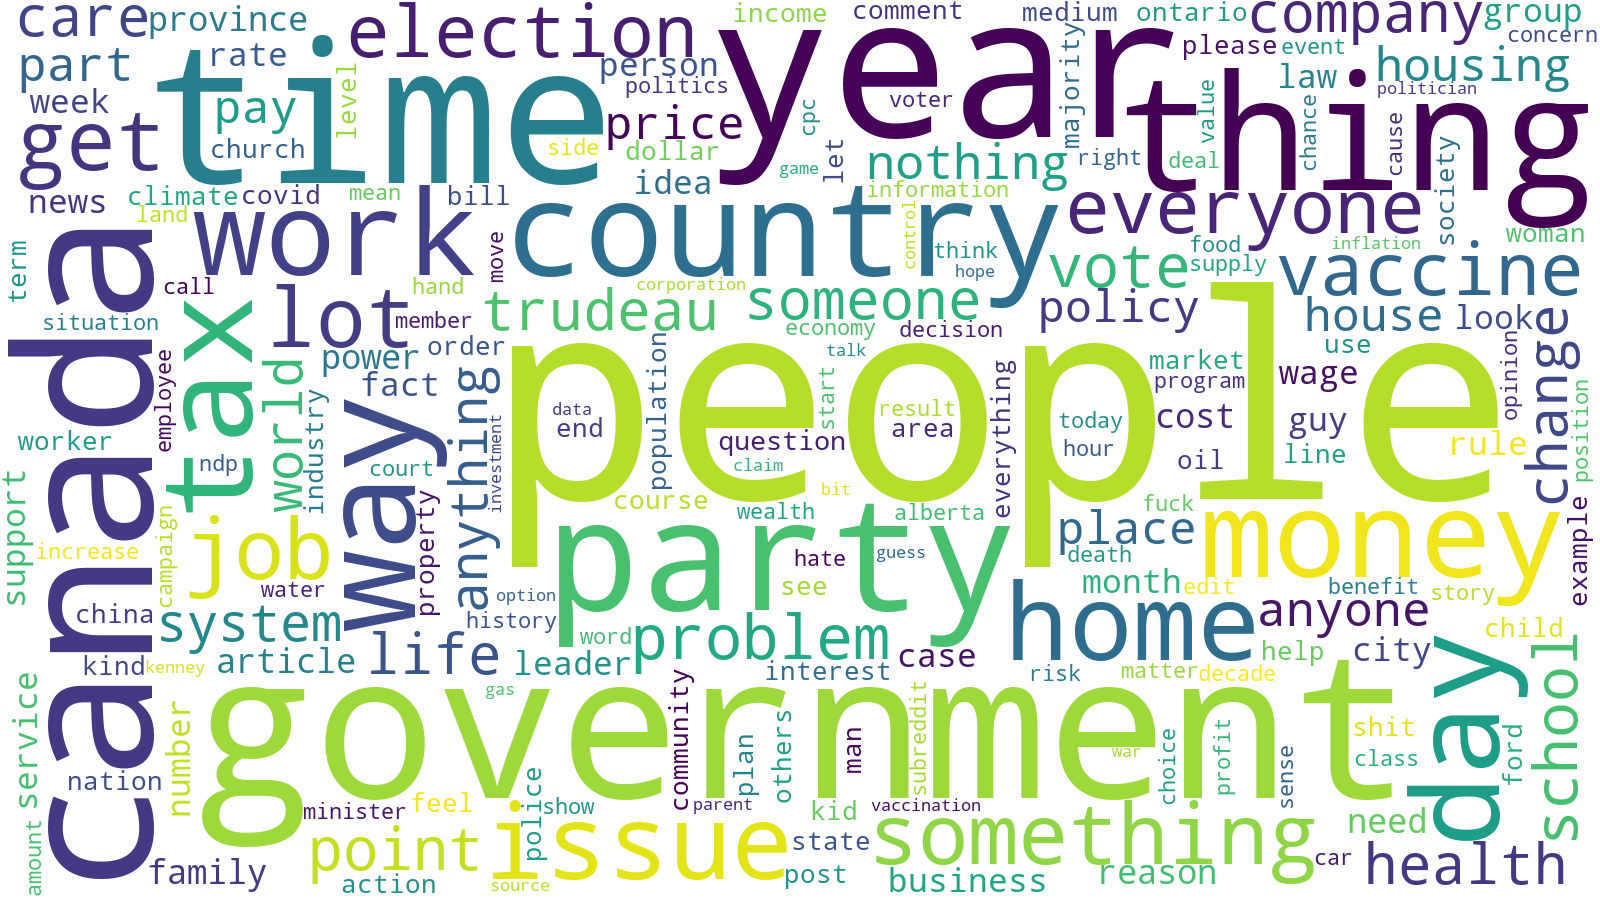 care
province
election
income
comment
medium
ontario
company
group
concern
part
rate
time
person
year
majority
please
event
law
housing
politics
week
pay
level
price
cpc
voter
thing
value
chance
politician
get
church
side
dollar
game
let
nothing
right
deal
cause
society
news
climate
covid
mean
bill
idea
information
everyone
land
work
country
control
woman
term
move
think
hope
food
supply
inflation
vote
vaccine
call
hand
corporation
someone
canada
tax
lot
trudeau
policy
house
look
situation
member
economy
decision
power
order
talk
market
use
change
employee
world
fact
way
anything
population
people
start
everything
program
wage
opinion
position
worker
ndp
industry
court
investment
data
end
question
result
area
claim
today
hour
cost
oil
guy
line
rule
support
campaign
increase
job
property
course
wealth
bit
alberta
place
fuck
money
example
party
hate
guess
death
china
water
option
see
month
edit
benefit
story
system
history
word
problem
home
anyone
child
kind
kenney
article
life
leader
interest
case
risk
matter
help
city
decade
school
nation
service
number
gas
government
community
plan
others
man
subreddit
war
choice
profit
sense
shit
class
ford
day
minister
feel
police
show
parent
kid
vaccination
need
amount
family
point
issue
state
something
car
health
action
source
post
business
reason